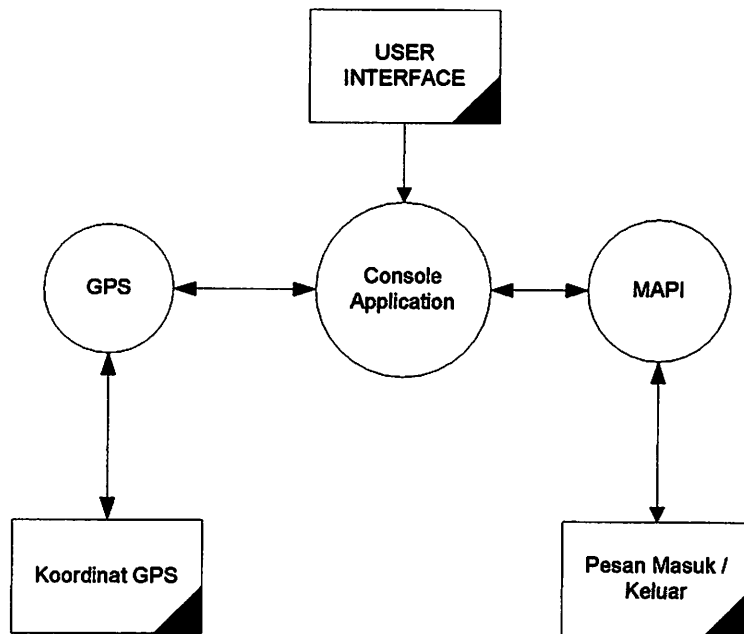 USER
INTERFACE
GPS
Console
Application
MAPI
Koordinat GPS
Pesan Masuk /
Keluar